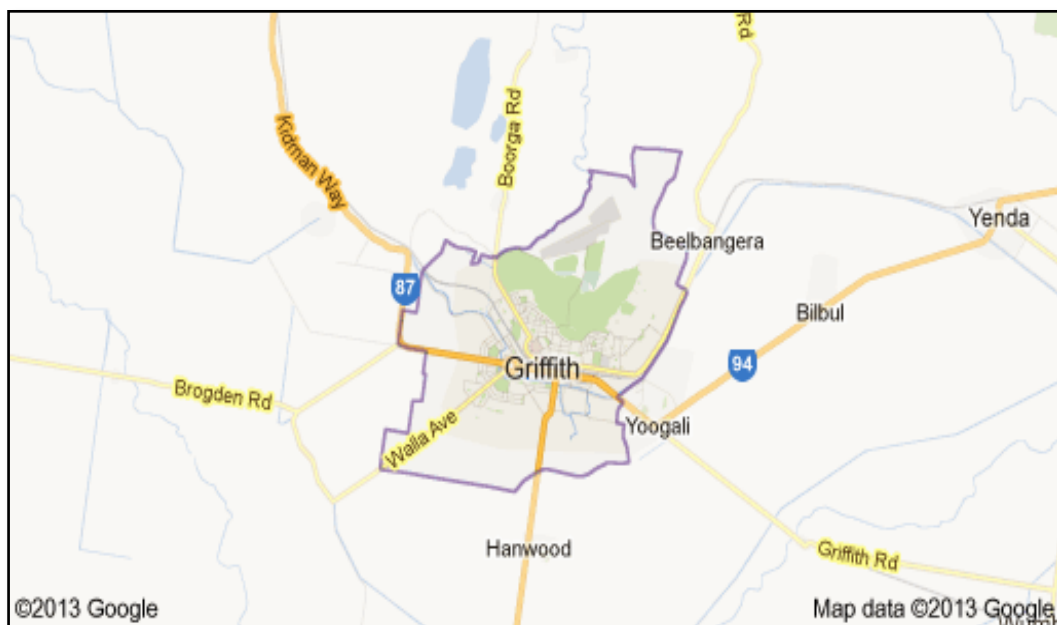 Rd
Kidman Way
Boorga Rd
Yenda
Beelbangera
87
Bilbul
Griffith
94
Brogden Rd
Walla Ave
Yoogali
Hanwood
Griffith Rd
©2013 Google
Map data ©2013 Google